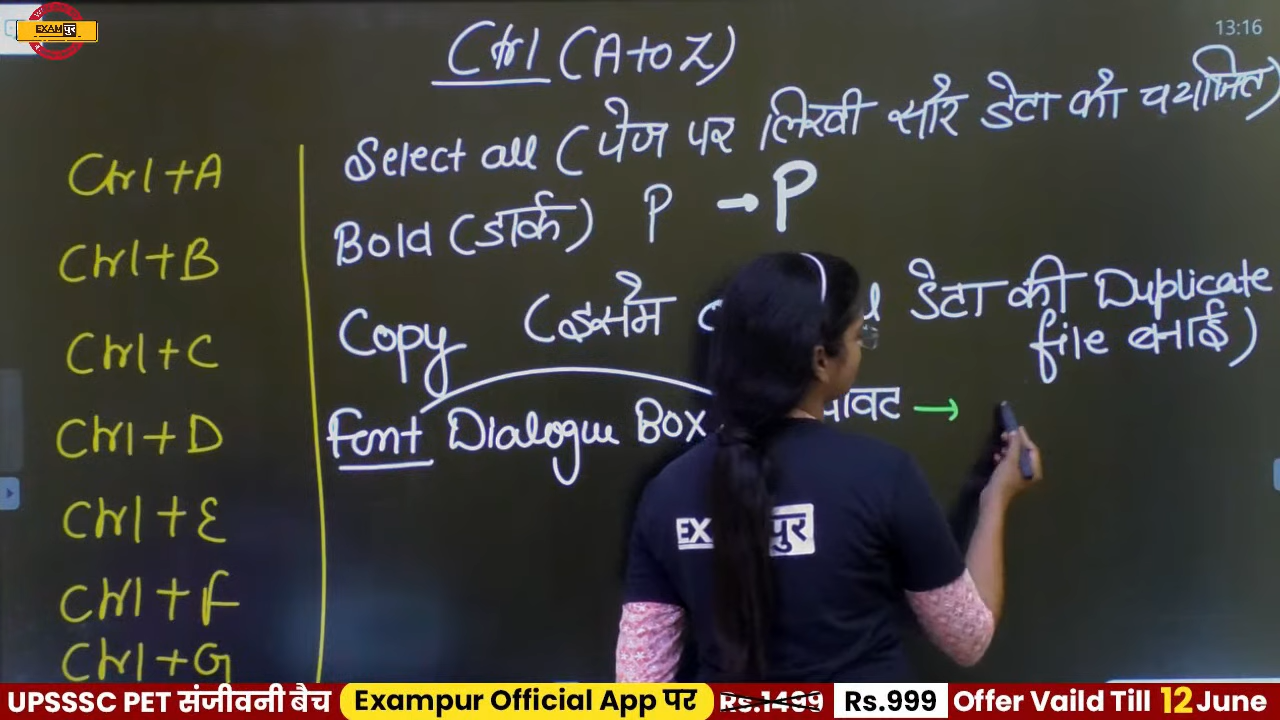 EXAMपुर
13:16
Ctrl (A to Z)
Ctrl+A Select all (पेज पर लिखी सारे डेटा को चयनित)
Ctrl+B Bold (डार्क) P → P
Ctrl+C Copy (इसमे डेटा की Duplicate
file बनाई)
Ctrl+D Font Dialogue Box →
Ctrl+E
Ctrl+F
Ctrl+G
EX पुर
UPSSSC PET संजीवनी बैच Exampur Official App पर Rs.1499 Rs.999 Offer Vaild Till 12 June